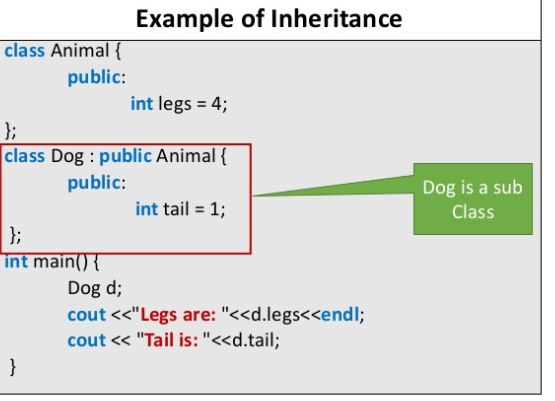 Example of Inheritance
class Animal {
public:
int legs = 4;
};
class Dog : public Animal {
public:
int tail = 1;
};
Dog is a sub
Class
int main() {
Dog d;
cout <<"Legs are: "<<d.legs<<endl;
cout << "Tail is: "<<d.tail;
}